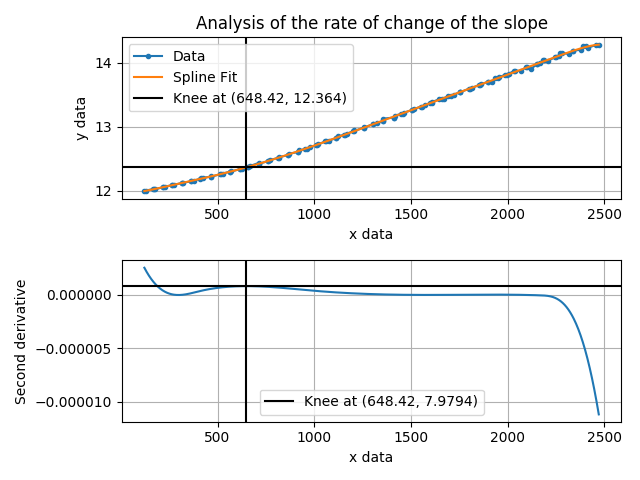 Analysis of the rate of change of the slope
Data
Spline Fit
Knee at (648.42, 12.364)
14
13
12
y data
500 1000 1500 2000 2500
x data
0.000000
−0.000005
−0.000010
Second derivative
Knee at (648.42, 7.9794)
500 1000 1500 2000 2500
x data